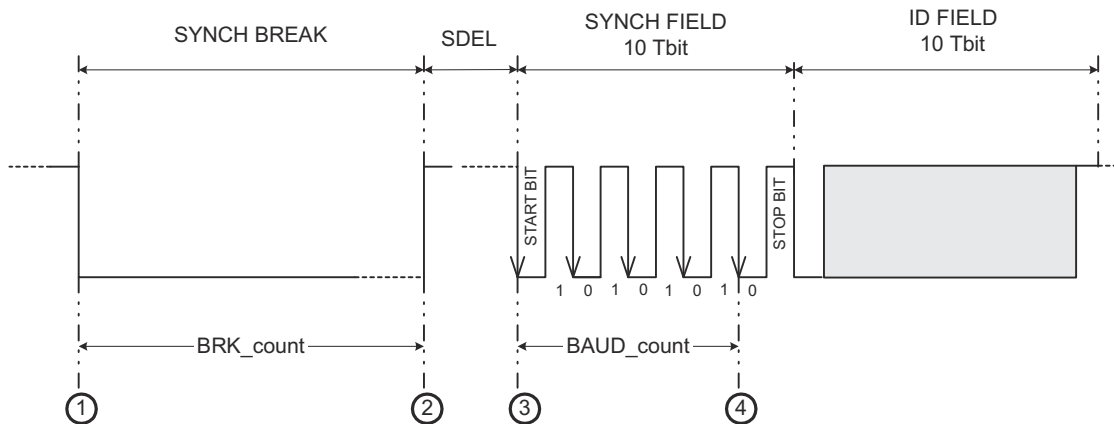 SYNCH BREAK
SDEL
SYNCH FIELD
10 Tbit
ID FIELD
10 Tbit
START BIT
STOP BIT
1 0 1 0 1 0 1 0
BRK_count
BAUD_count
1
2
3
4